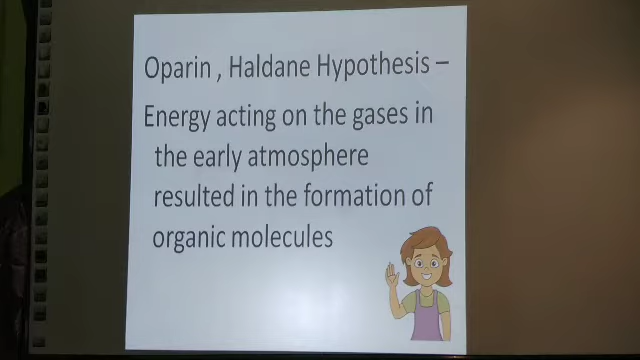 Oparin , Haldane Hypothesis –
Energy acting on the gases in
the early atmosphere
resulted in the formation of
organic molecules